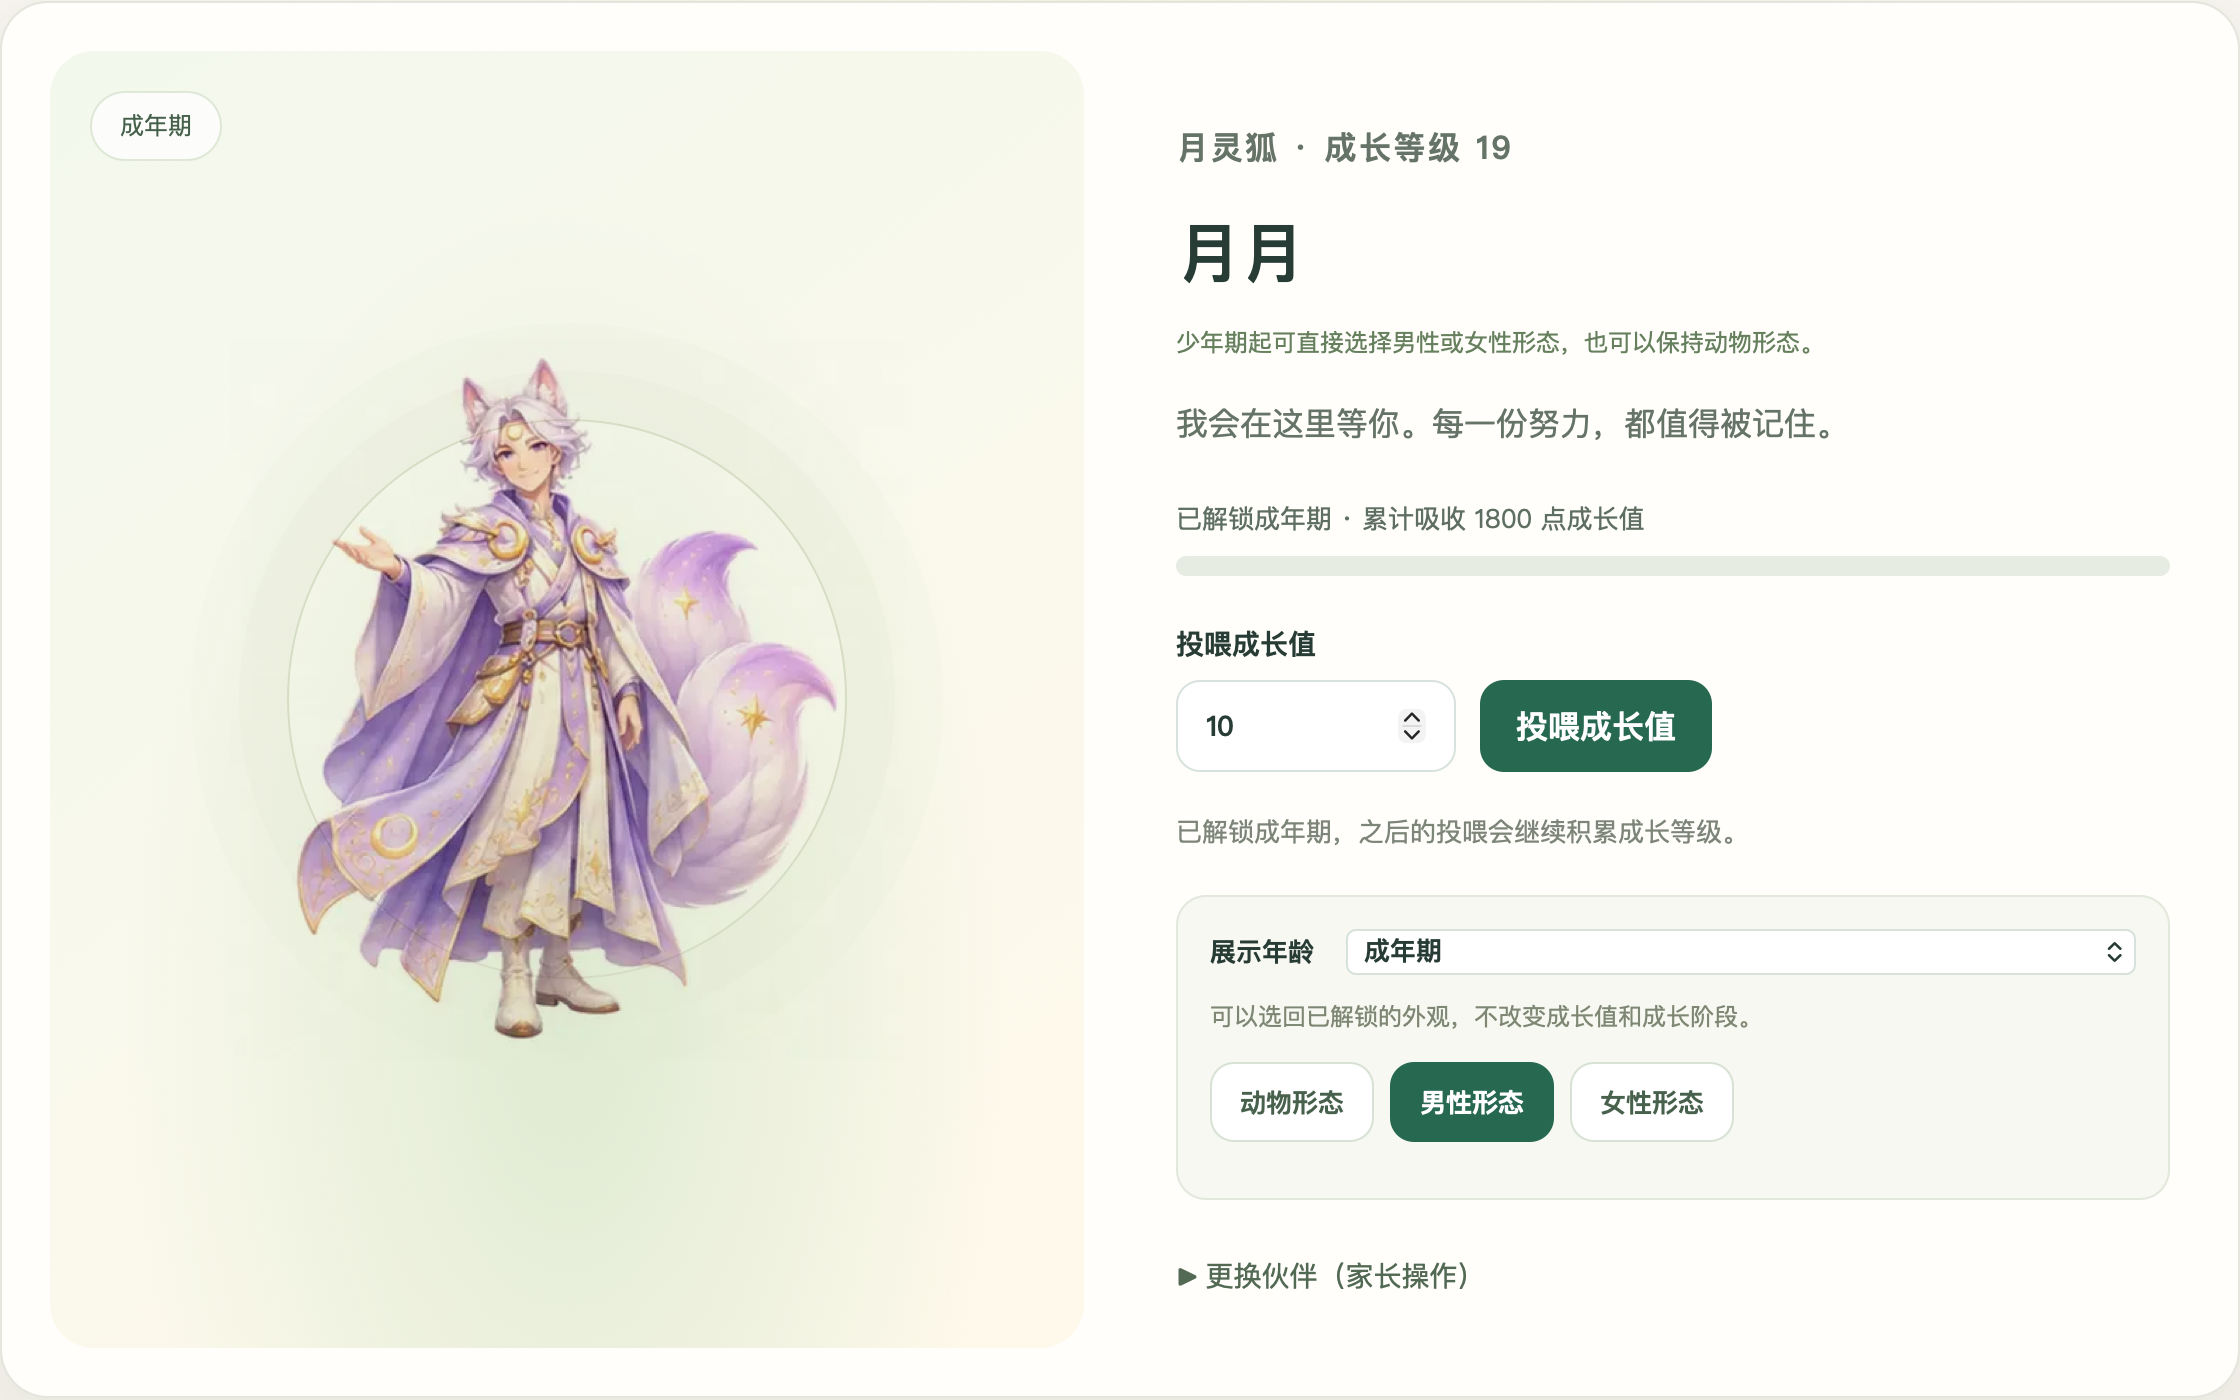 成年期
月灵狐 · 成长等级 19
月月
少年期起可直接选择男性或女性形态，也可以保持动物形态。
我会在这里等你。每一份努力，都值得被记住。
已解锁成年期 · 累计吸收 1800 点成长值
投喂成长值
10
投喂成长值
已解锁成年期，之后的投喂会继续积累成长等级。
展示年龄 成年期
可以选回已解锁的外观，不改变成长值和成长阶段。
动物形态 男性形态 女性形态
▶ 更换伙伴（家长操作）